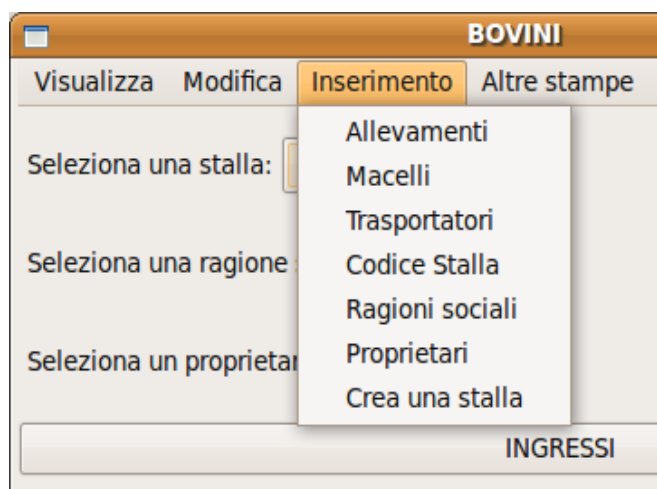 BOVINI
Visualizza Modifica Inserimento Altre stampe
Allevamenti
Seleziona una stalla:
Macelli
Trasportatori
Codice Stalla
Seleziona una ragione
Ragioni sociali
Proprietari
Seleziona un
Crea una stalla
INGRESSI